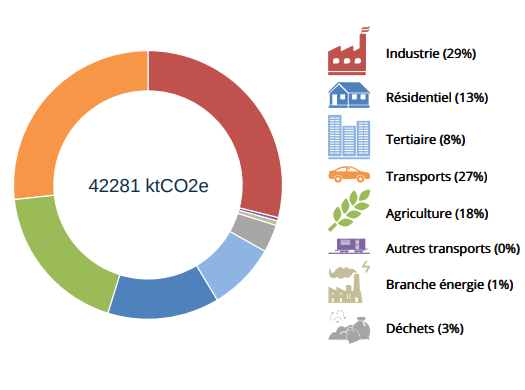 42281 ktCO2e
Industrie (29%)
Résidentiel (13%)
Tertiaire (8%)
Transports (27%)
Agriculture (18%)
Autres transports (0%)
Branche énergie (1%)
Déchets (3%)